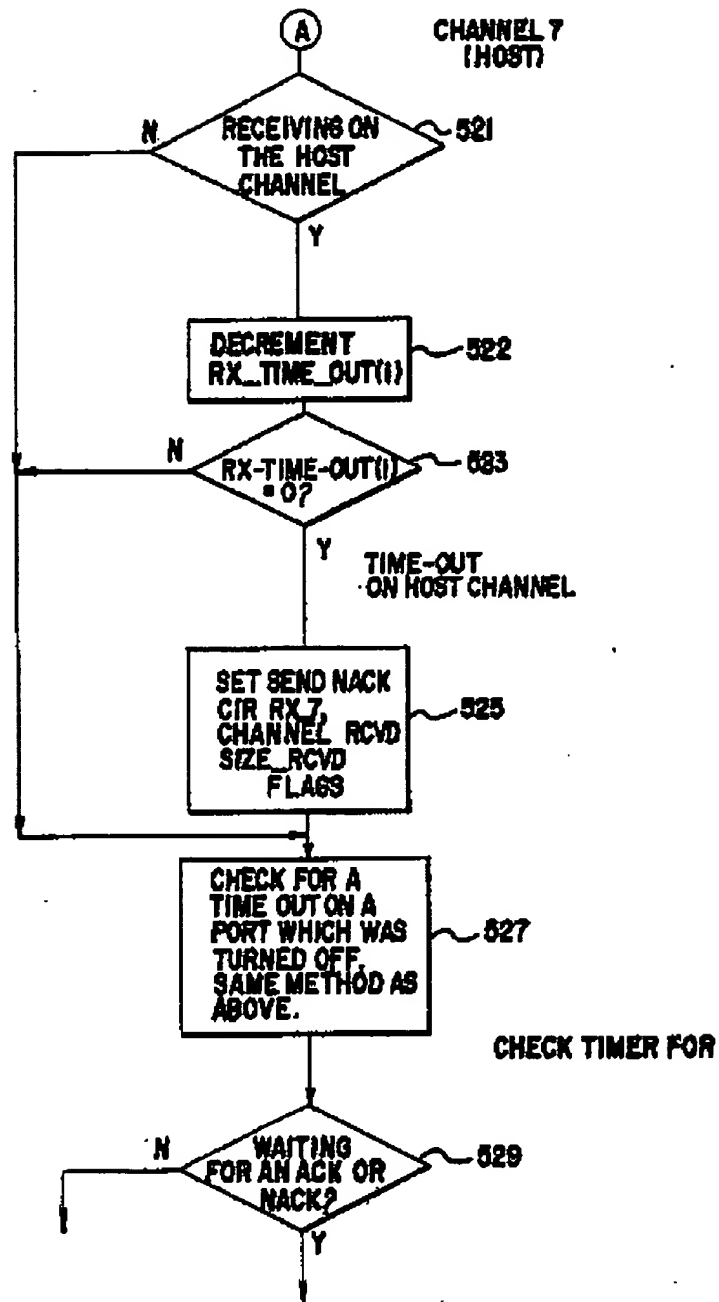 A
CHANNEL 7
(HOST)
N
RECEIVING ON
THE HOST
CHANNEL
521
Y
DECREMENT
RX_TIME_OUT(I)
522
N
RX-TIME-OUT(I)
= 0?
523
Y
TIME-OUT
ON HOST CHANNEL
SET SEND NACK
CIR RX_7,
CHANNEL RCVD
SIZE_RCVD
FLAGS
525
CHECK FOR A
TIME OUT ON A
PORT WHICH WAS
TURNED OFF.
SAME METHOD AS
ABOVE.
527
CHECK TIMER FOR
N
WAITING
FOR AN ACK OR
NACK?
529
Y